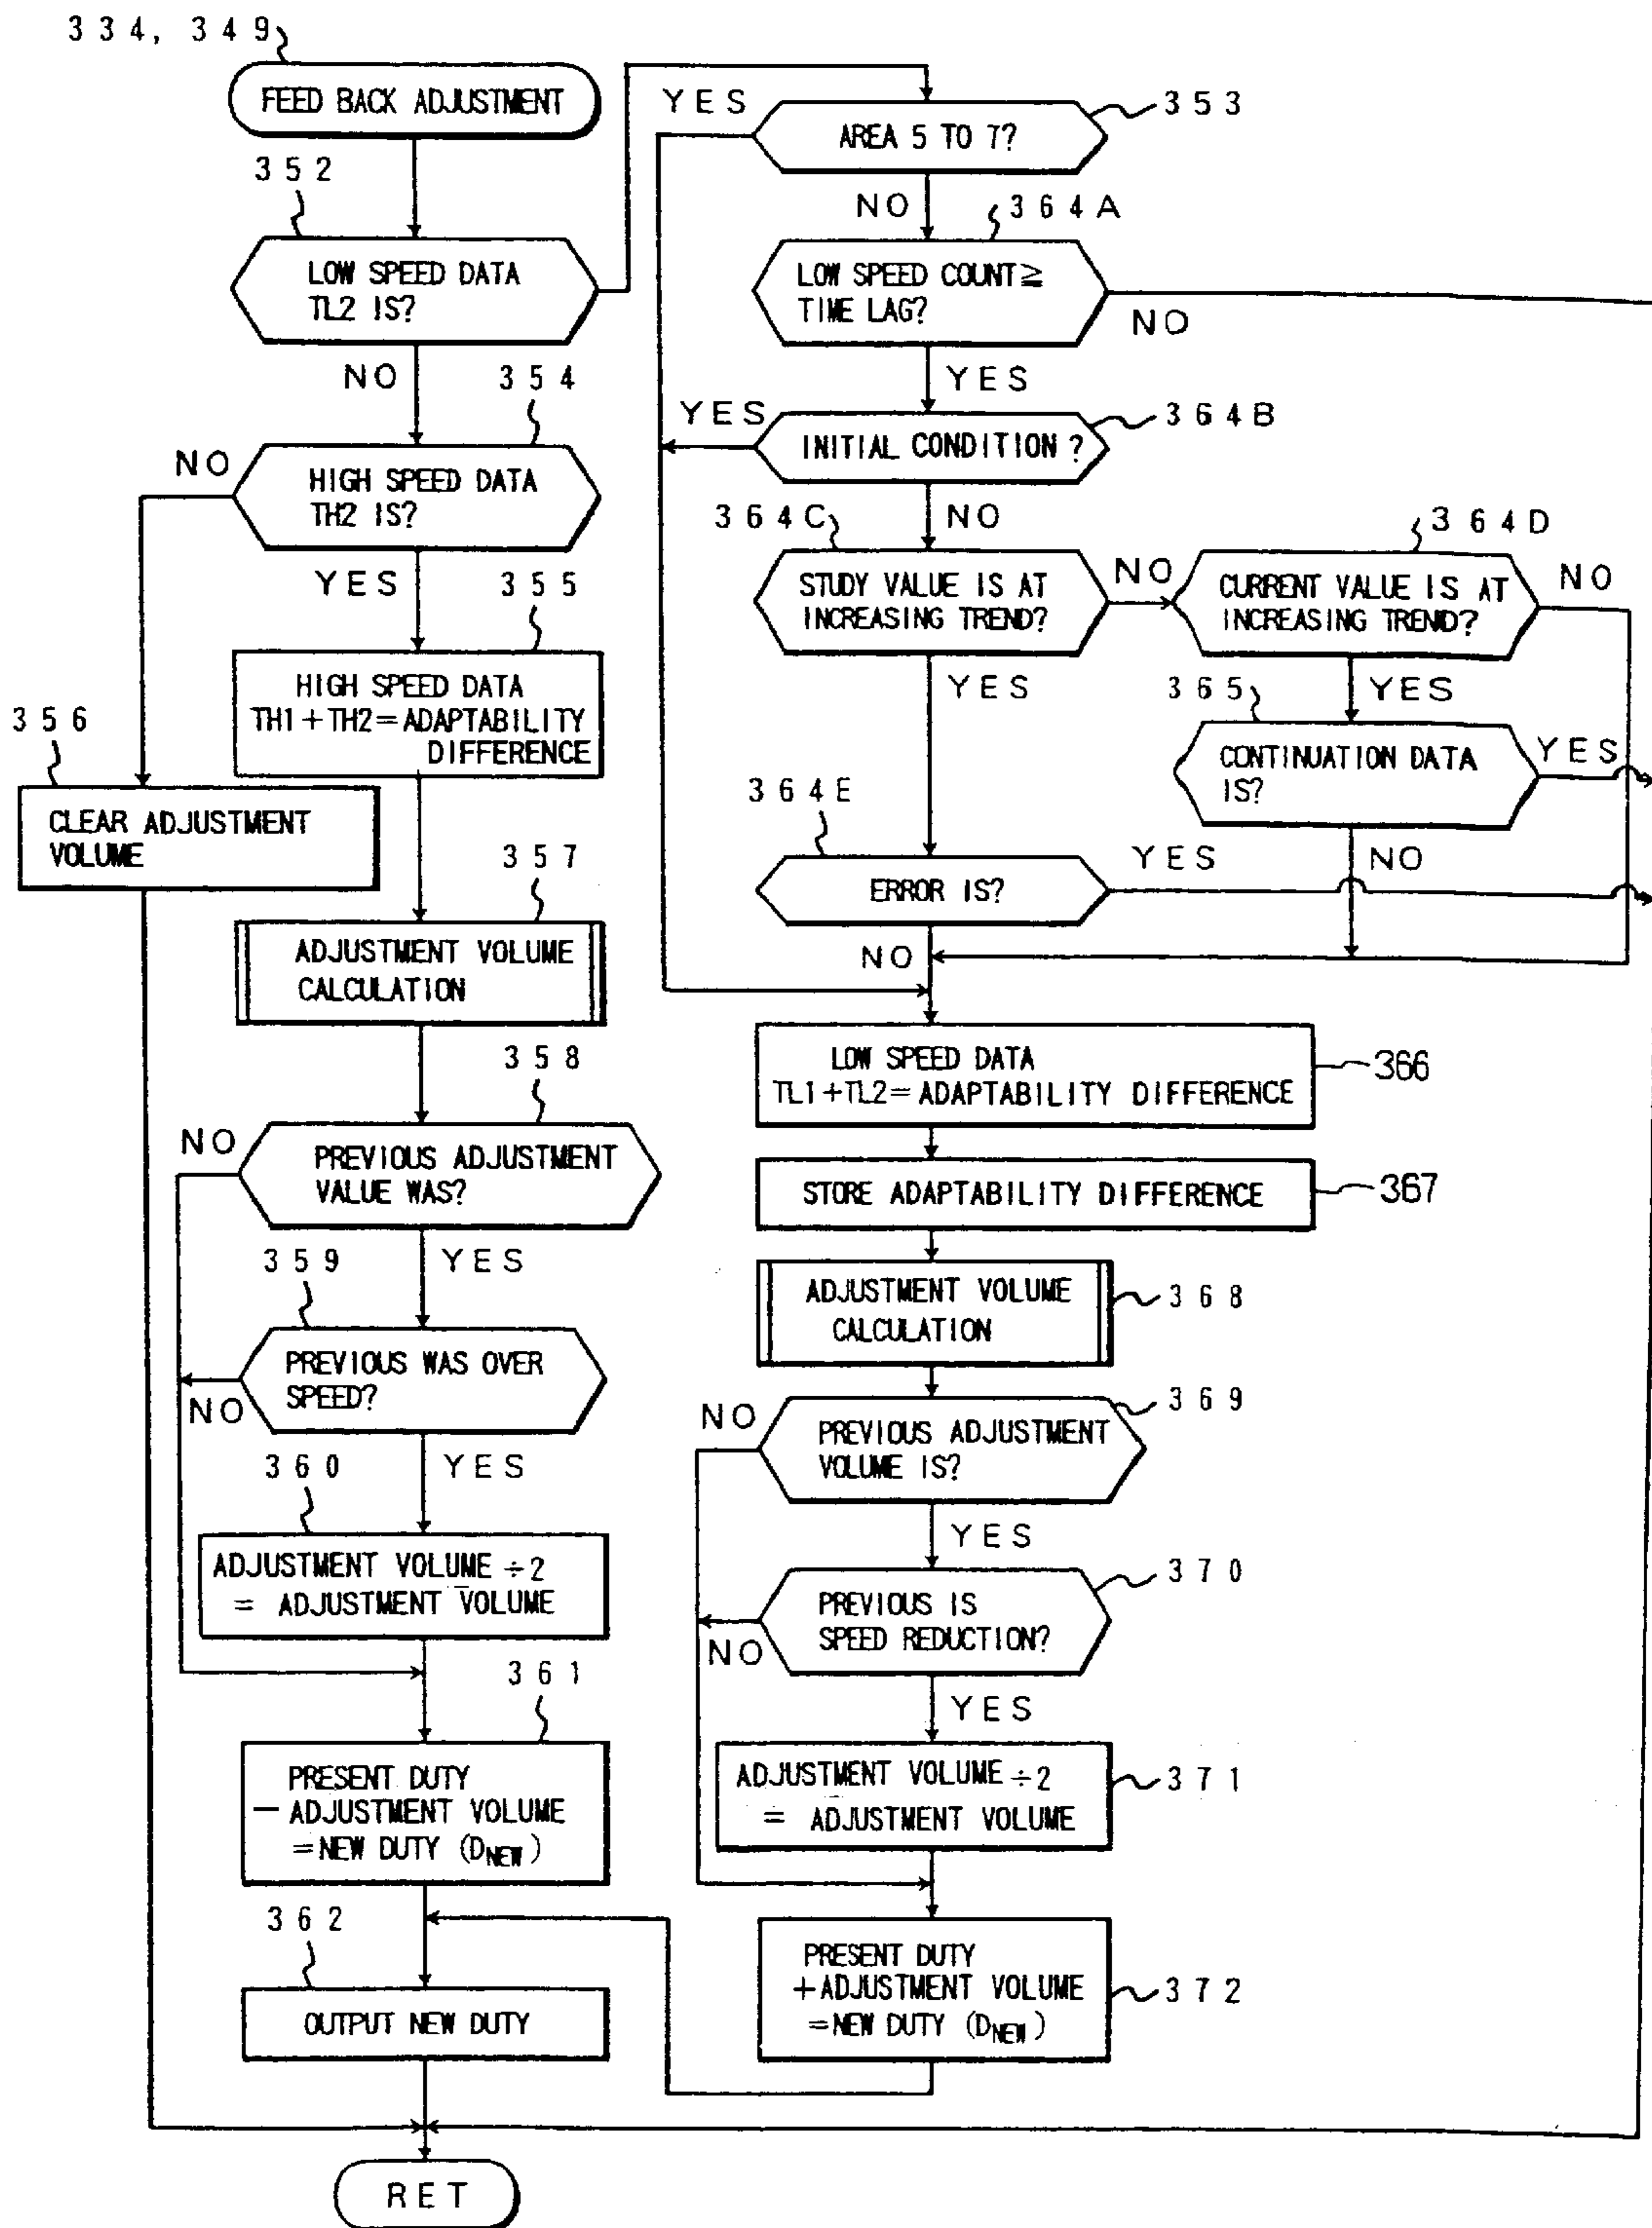 334, 349
FEED BACK ADJUSTMENT
352
LOW SPEED DATA
TL2 IS?
NO
354
NO
HIGH SPEED DATA
TH2 IS?
YES
355
HIGH SPEED DATA
TH1+TH2=ADAPTABILITY
DIFFERENCE
356
CLEAR ADJUSTMENT
VOLUME
357
ADJUSTMENT VOLUME
CALCULATION
358
NO
PREVIOUS ADJUSTMENT
VALUE WAS?
YES
359
PREVIOUS WAS OVER
SPEED?
NO
YES
360
ADJUSTMENT VOLUME ÷2
= ADJUSTMENT VOLUME
361
PRESENT DUTY
— ADJUSTMENT VOLUME
=NEW DUTY (DNEW)
362
OUTPUT NEW DUTY
RET
YES
353
AREA 5 TO 7?
NO
364A
LOW SPEED COUNT≧
TIME LAG?
NO
YES
YES
364B
INITIAL CONDITION ?
364C
NO
STUDY VALUE IS AT
INCREASING TREND?
NO
364D
CURRENT VALUE IS AT
INCREASING TREND?
NO
YES
YES
365
CONTINUATION DATA
IS?
YES
NO
364E
ERROR IS?
YES
NO
LOW SPEED DATA
TL1+TL2=ADAPTABILITY DIFFERENCE
366
STORE ADAPTABILITY DIFFERENCE
367
ADJUSTMENT VOLUME
CALCULATION
368
NO
369
PREVIOUS ADJUSTMENT
VOLUME IS?
YES
370
PREVIOUS IS
SPEED REDUCTION?
NO
YES
ADJUSTMENT VOLUME ÷2
= ADJUSTMENT VOLUME
371
PRESENT DUTY
+ADJUSTMENT VOLUME
=NEW DUTY (DNEW)
372